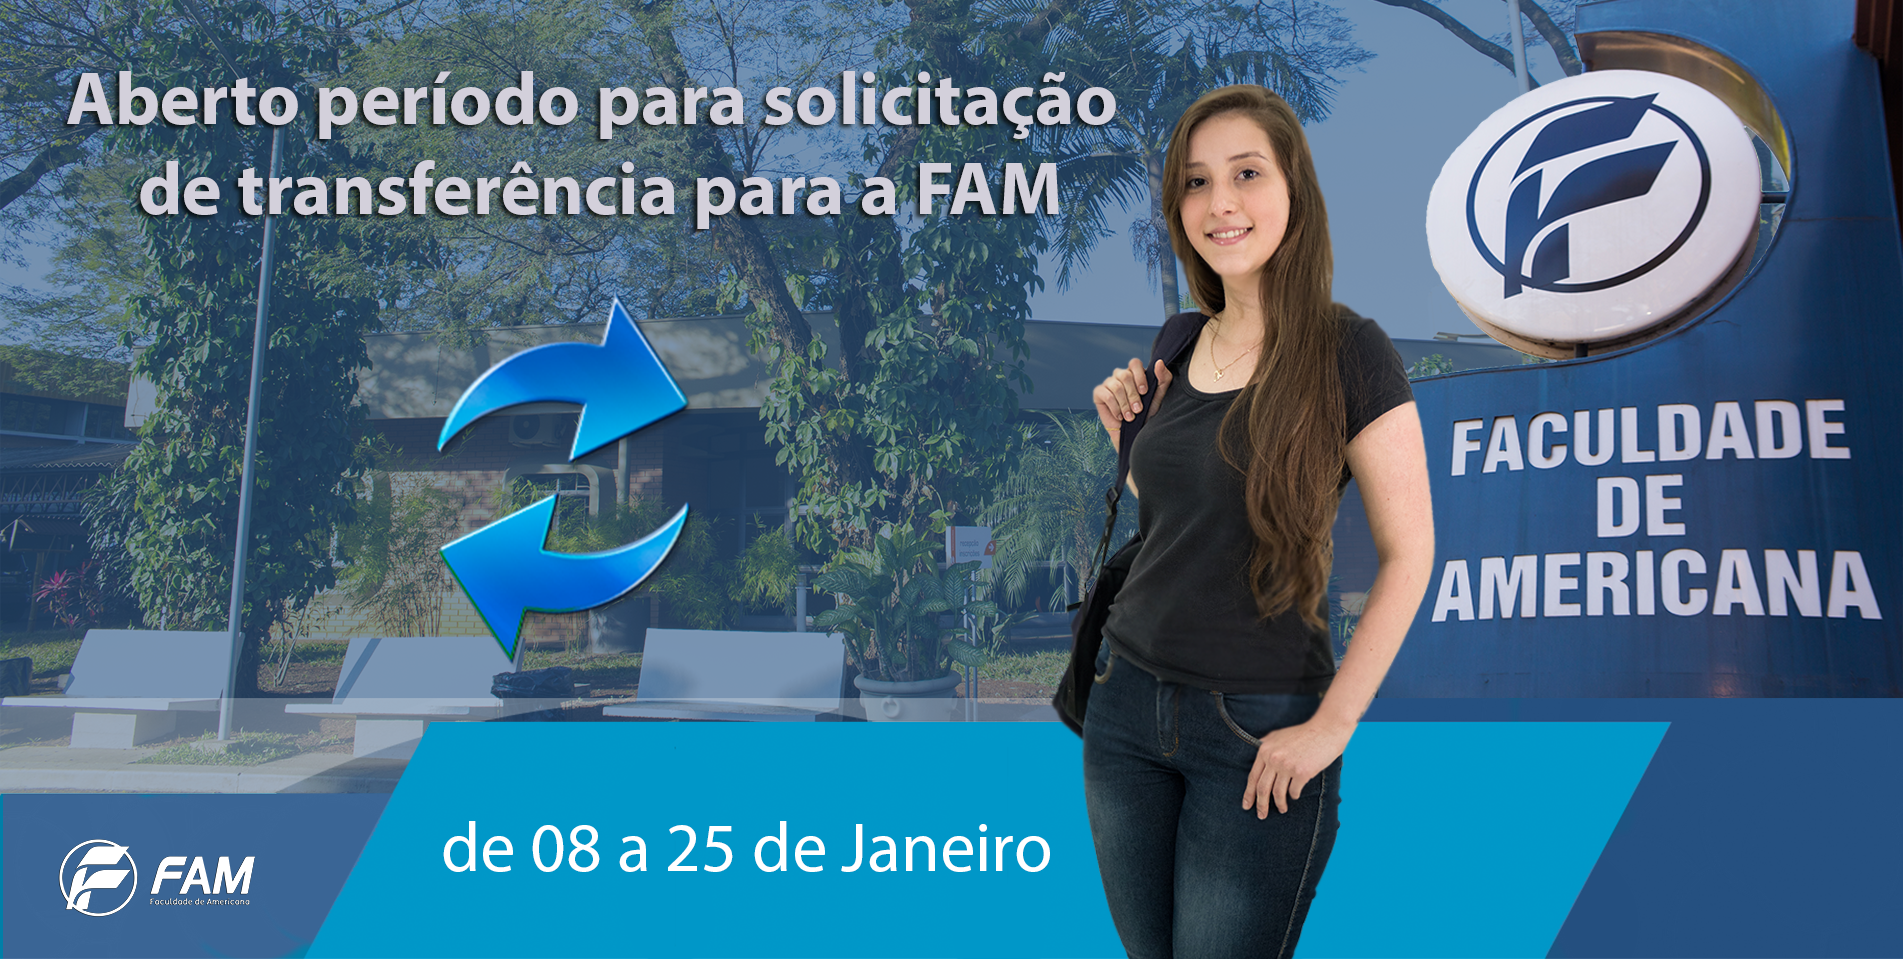 Aberto período para solicitação
de transferência para a FAM
FACULDADE
DE
AMERICANA
de 08 a 25 de Janeiro
FAM
Faculdade de Americana